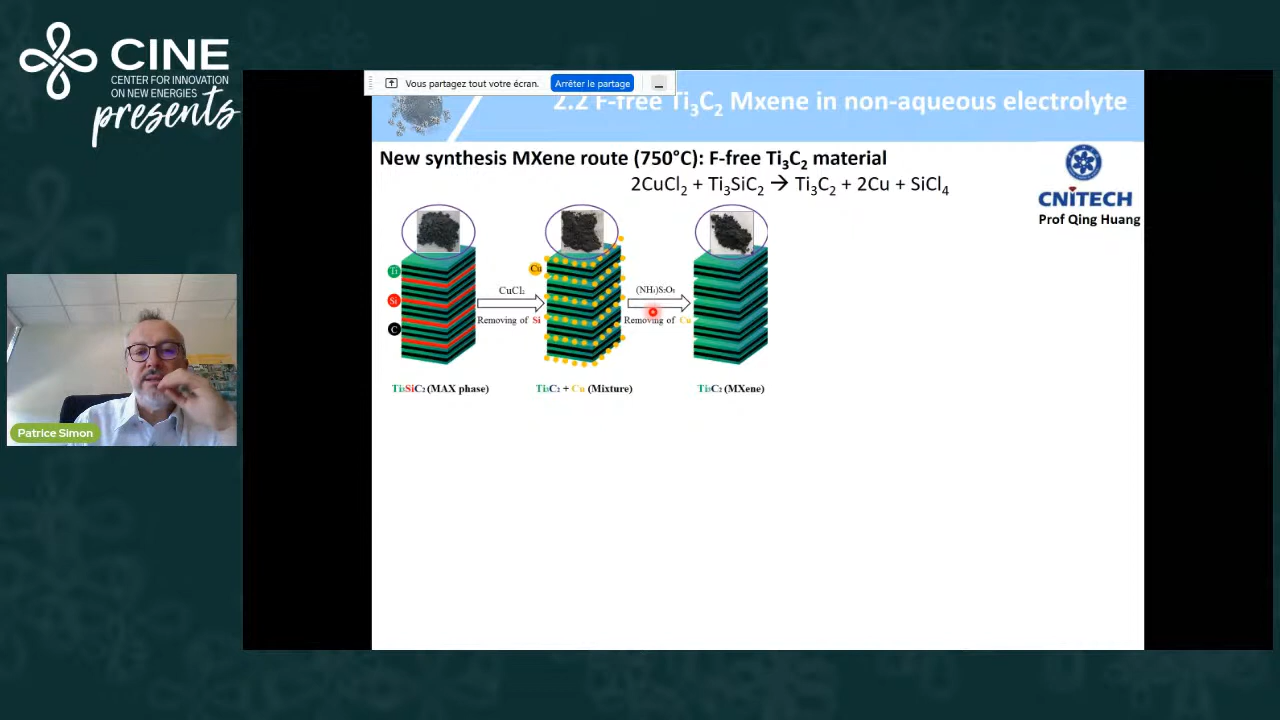 CINE
CENTER FOR INNOVATION
ON NEW ENERGIES
presents
Vous partagez tout votre écran.
Arrêter le partage
2.2 F-free Ti₃C₂ Mxene in non-aqueous electrolyte
New synthesis MXene route (750°C): F-free Ti₃C₂ material
2CuCl₂ + Ti₃SiC₂ → Ti₃C₂ + 2Cu + SiCl₄
CNITECH
Prof Qing Huang
Ti
Si
C
CuCl₂
Removing of Si
Cu
(NH₄)S₂O₈
Removing of Cu
Ti₃SiC₂ (MAX phase)
Ti₃C₂ + Cu (Mixture)
Ti₃C₂ (MXene)
Patrice Simon